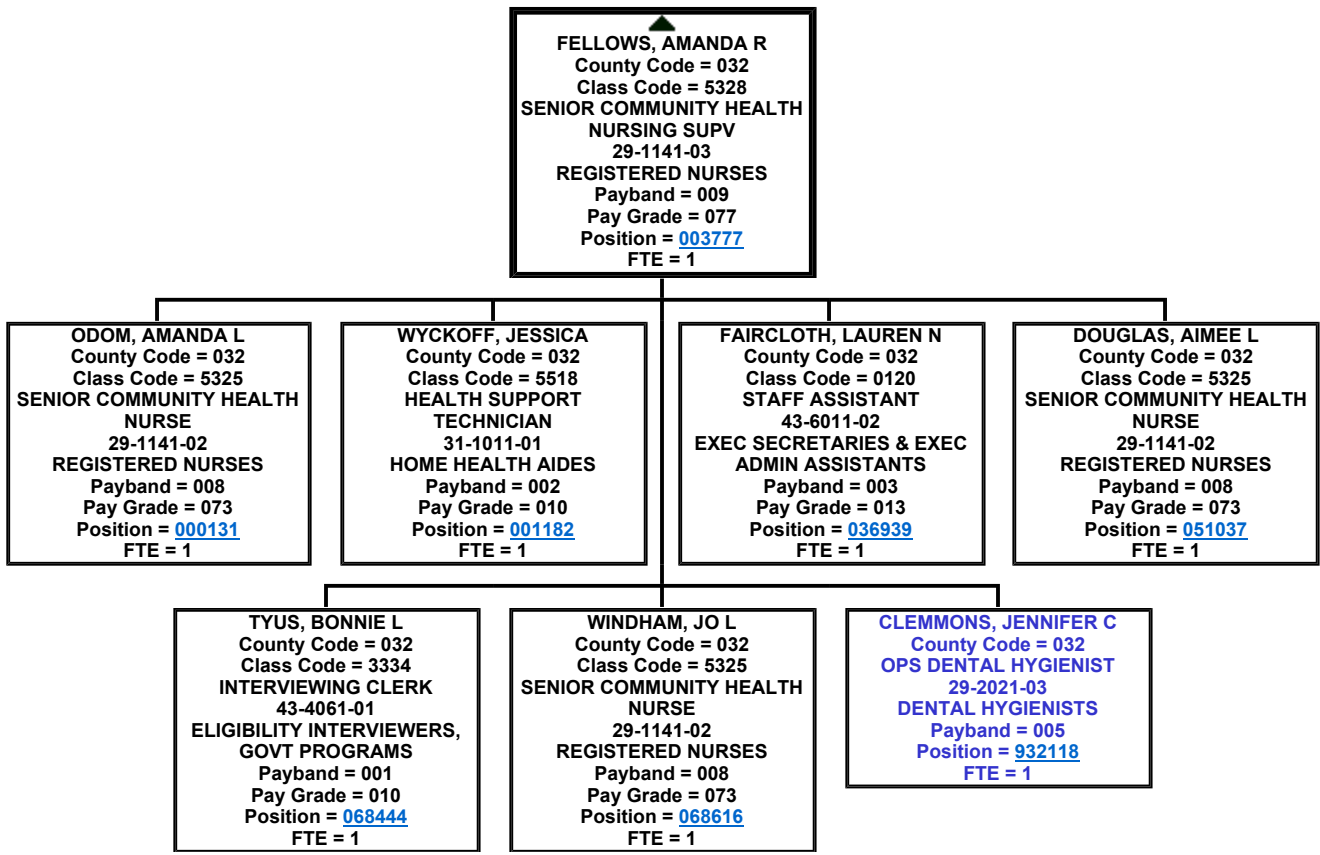 FELLOWS, AMANDA R
County Code = 032
Class Code = 5328
SENIOR COMMUNITY HEALTH
NURSING SUPV
29-1141-03
REGISTERED NURSES
Payband = 009
Pay Grade = 077
Position = 003777
FTE = 1
ODOM, AMANDA L
County Code = 032
Class Code = 5325
SENIOR COMMUNITY HEALTH
NURSE
29-1141-02
REGISTERED NURSES
Payband = 008
Pay Grade = 073
Position = 000131
FTE = 1
WYCKOFF, JESSICA
County Code = 032
Class Code = 5518
HEALTH SUPPORT
TECHNICIAN
31-1011-01
HOME HEALTH AIDES
Payband = 002
Pay Grade = 010
Position = 001182
FTE = 1
FAIRCLOTH, LAUREN N
County Code = 032
Class Code = 0120
STAFF ASSISTANT
43-6011-02
EXEC SECRETARIES & EXEC
ADMIN ASSISTANTS
Payband = 003
Pay Grade = 013
Position = 036939
FTE = 1
DOUGLAS, AIMEE L
County Code = 032
Class Code = 5325
SENIOR COMMUNITY HEALTH
NURSE
29-1141-02
REGISTERED NURSES
Payband = 008
Pay Grade = 073
Position = 051037
FTE = 1
TYUS, BONNIE L
County Code = 032
Class Code = 3334
INTERVIEWING CLERK
43-4061-01
ELIGIBILITY INTERVIEWERS,
GOVT PROGRAMS
Payband = 001
Pay Grade = 010
Position = 068444
FTE = 1
WINDHAM, JO L
County Code = 032
Class Code = 5325
SENIOR COMMUNITY HEALTH
NURSE
29-1141-02
REGISTERED NURSES
Payband = 008
Pay Grade = 073
Position = 068616
FTE = 1
CLEMMONS, JENNIFER C
County Code = 032
OPS DENTAL HYGIENIST
29-2021-03
DENTAL HYGIENISTS
Payband = 005
Position = 932118
FTE = 1